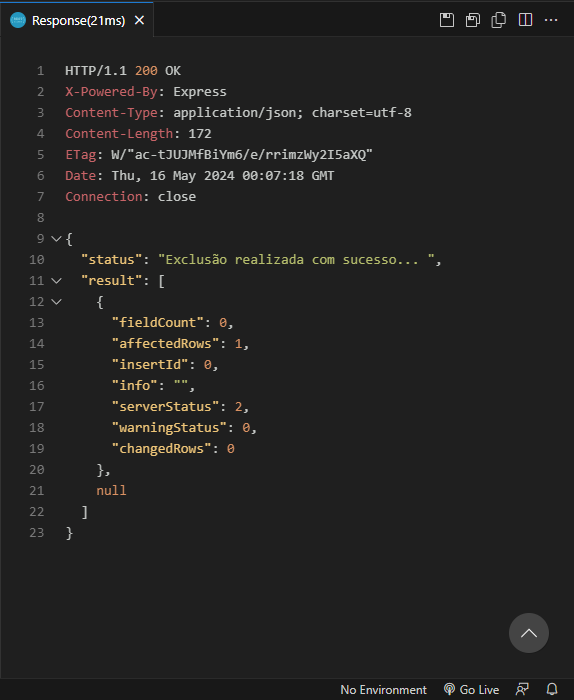 Response(21ms)
1 HTTP/1.1 200 OK
2 X-Powered-By: Express
3 Content-Type: application/json; charset=utf-8
4 Content-Length: 172
5 ETag: W/"ac-tJUJMfBiYm6/e/rrimzWy2I5aXQ"
6 Date: Thu, 16 May 2024 00:07:18 GMT
7 Connection: close
8
9 {
10 "status": "Exclusão realizada com sucesso... ",
11 "result": [
12 {
13 "fieldCount": 0,
14 "affectedRows": 1,
15 "insertId": 0,
16 "info": "",
17 "serverStatus": 2,
18 "warningStatus": 0,
19 "changedRows": 0
20 },
21 null
22 ]
23 }
No Environment Go Live